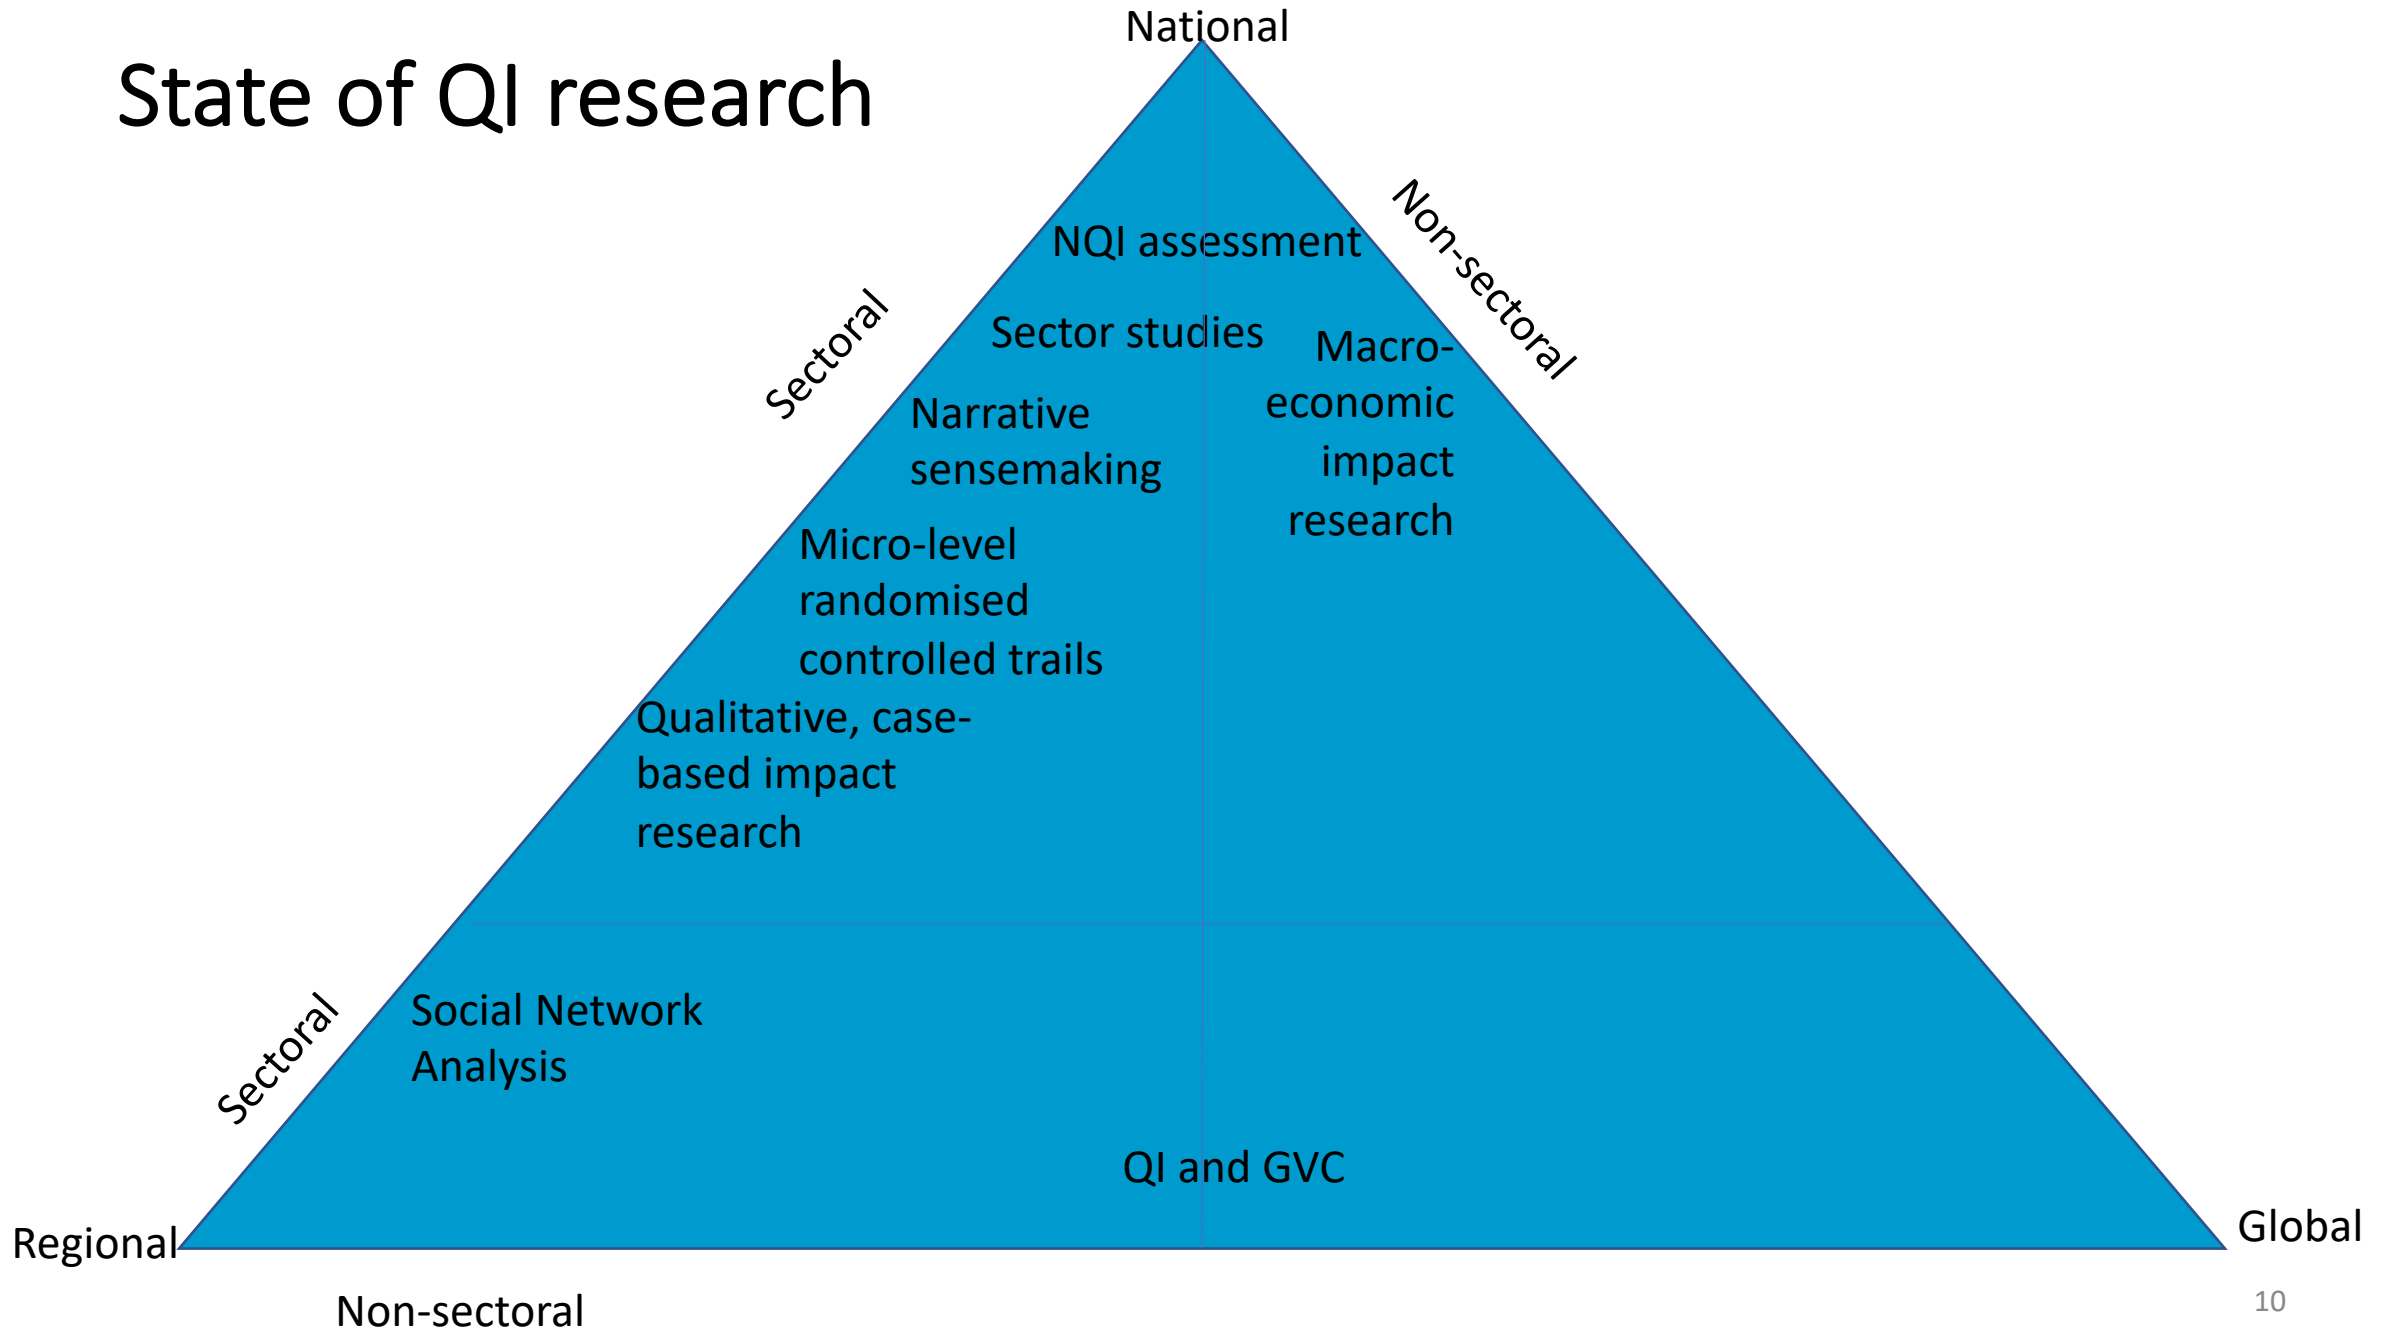 National
State of QI research
Non-sectoral
NQI assessment
Sectoral
Sector studies
Macro-
economic
impact
research
Narrative
sensemaking
Micro-level
randomised
controlled trails
Qualitative, case-
based impact
research
Social Network
Analysis
Sectoral
QI and GVC
Regional
Global
Non-sectoral
10